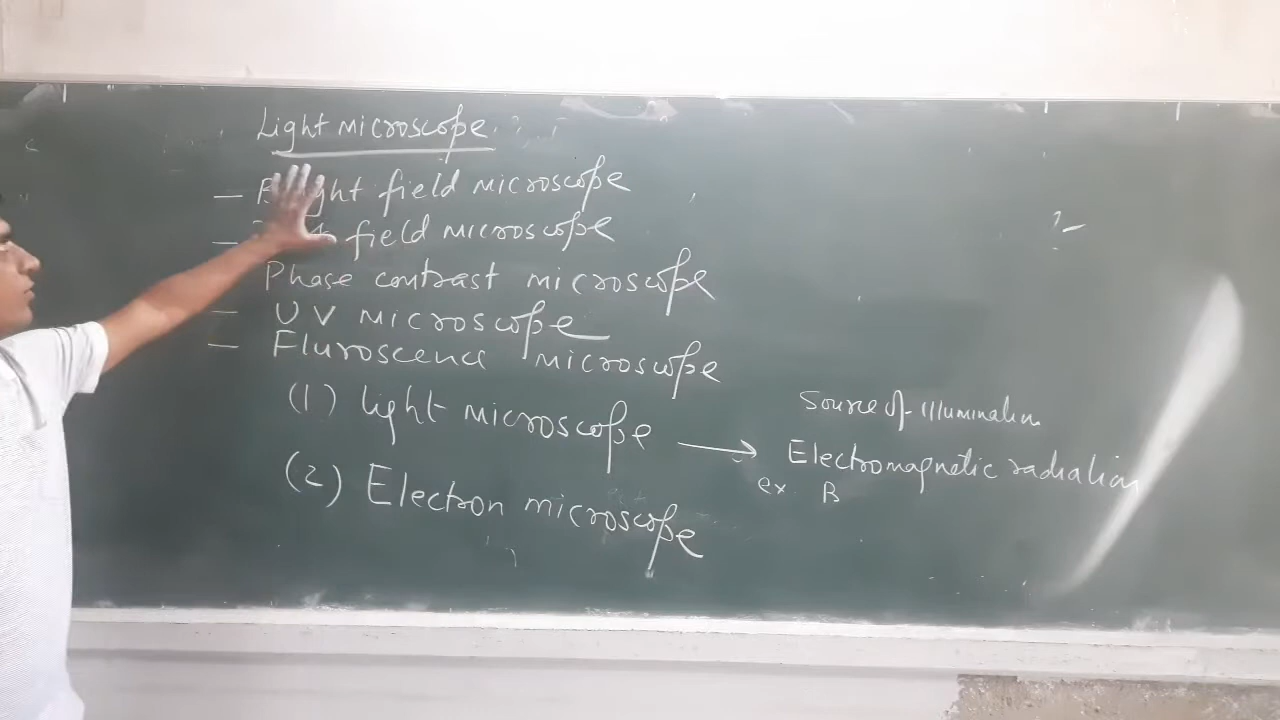 Light microscope
— Bright field microscope
— field microscope
Phase contrast microscope
— UV microscope
— Fluroscence microscope
(1) light microscope →
Source of Illumination
Electromagnetic radiation
ex B
(2) Electron microscope